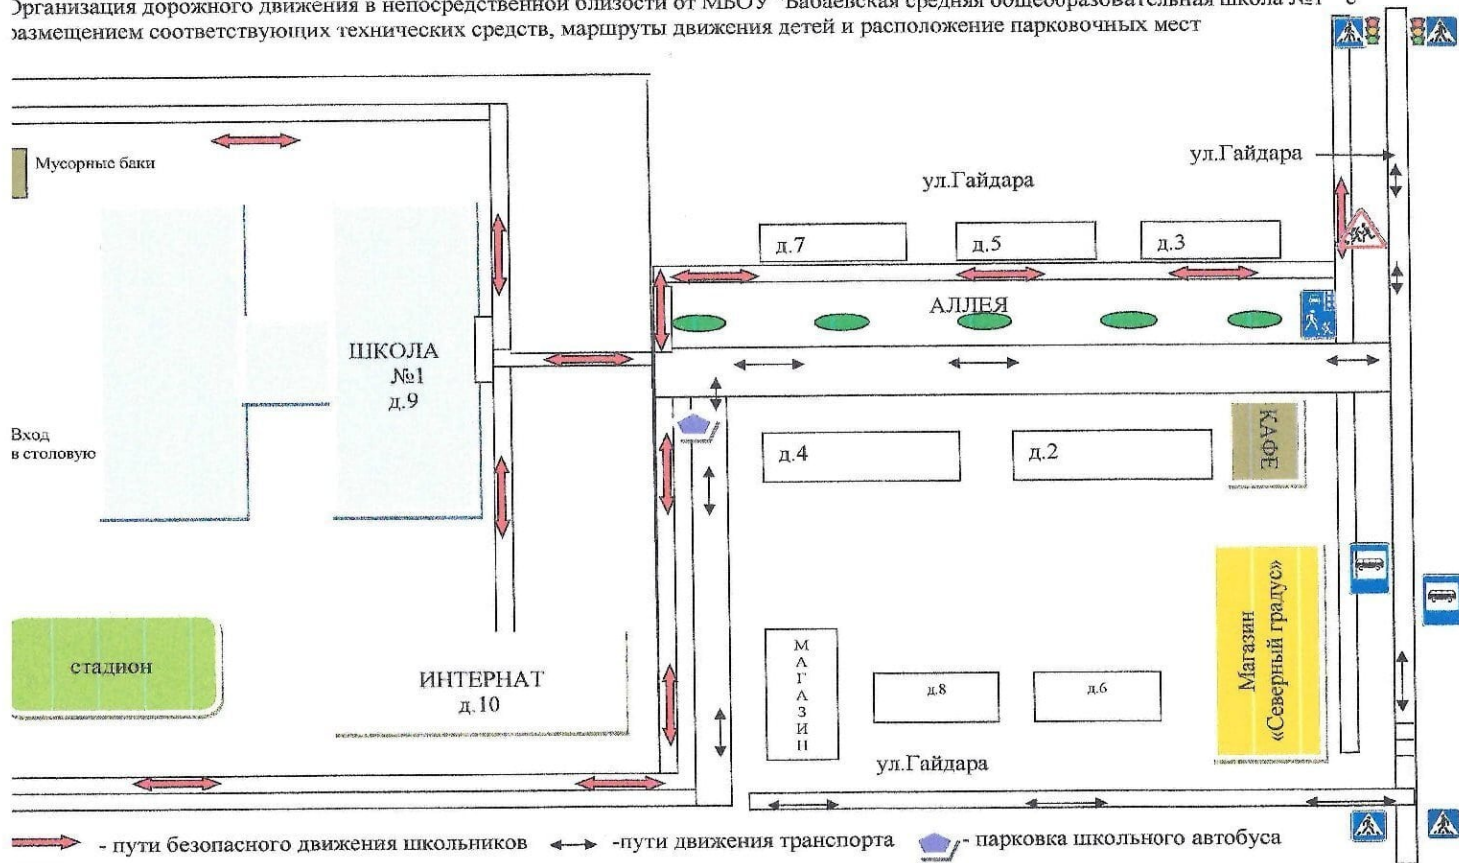 Организация дорожного движения в непосредственной близости от МБОУ "Бабаевская средняя общеобразовательная школа №1" с
размещением соответствующих технических средств, маршруты движения детей и расположение парковочных мест
Мусорные баки
ул.Гайдара
ул.Гайдара
д.7
д.5
д.3
АЛЛЕЯ
ШКОЛА
№1
д.9
Вход
в столовую
д.4
д.2
КАФЕ
стадион
ИНТЕРНАТ
д.10
МАГАЗИН
д.8
д.6
Магазин
«Северный градус»
ул.Гайдара
- пути безопасного движения школьников
-пути движения транспорта
- парковка школьного автобуса